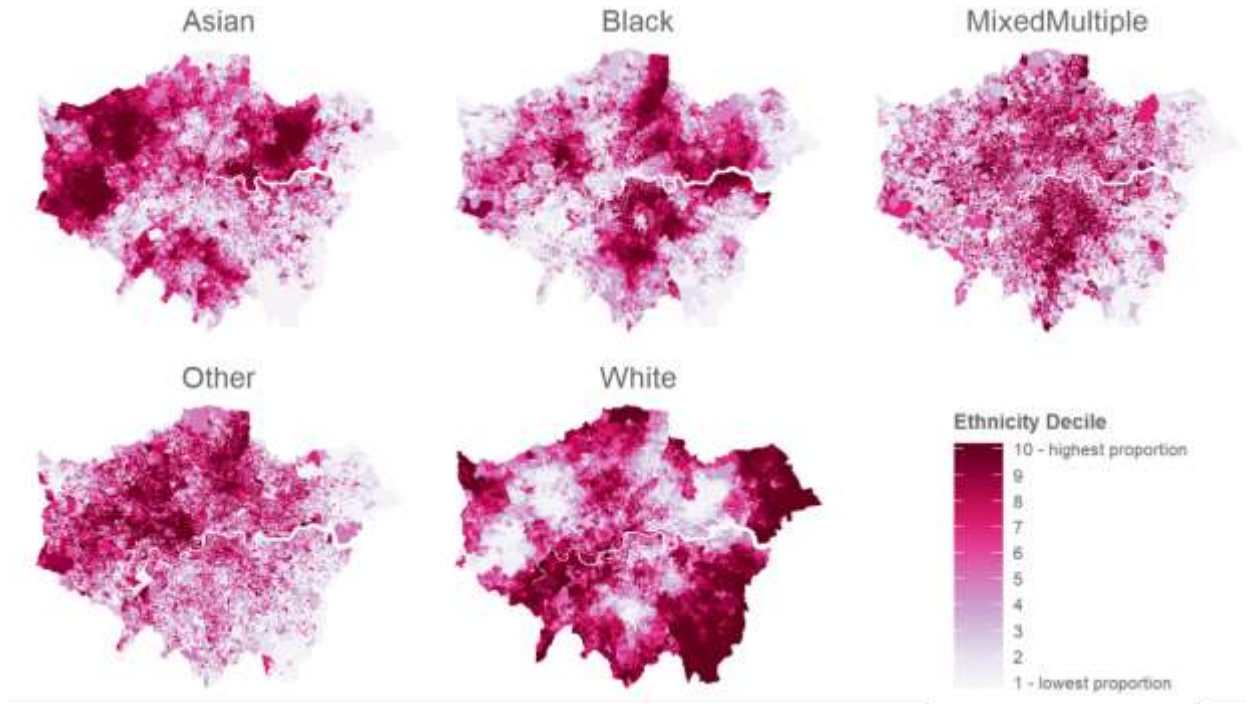 Asian
Black
MixedMultiple
Other
White
Ethnicity Decile
10 - highest proportion
9
8
7
6
5
4
3
2
1 - lowest proportion